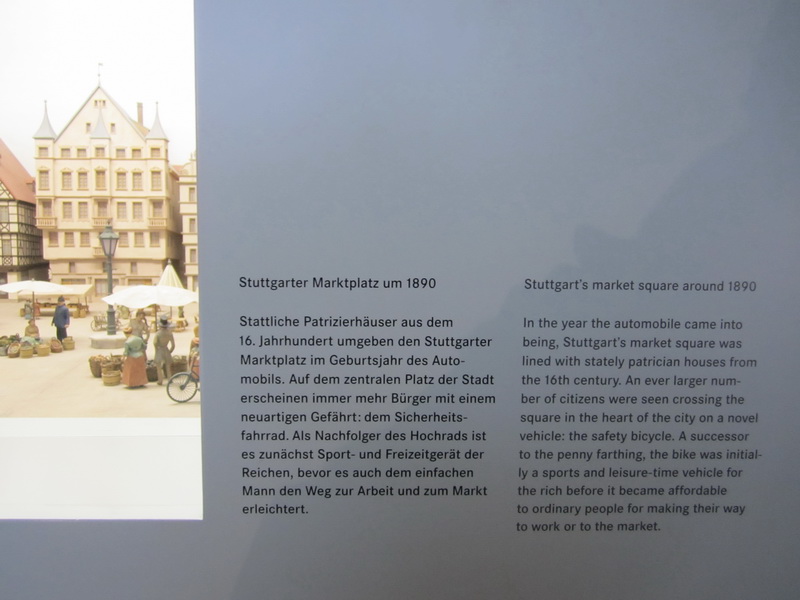 Stuttgarter Marktplatz um 1890
Stattliche Patrizierhäuser aus dem
16. Jahrhundert umgeben den Stuttgarter
Marktplatz im Geburtsjahr des Auto-
mobils. Auf dem zentralen Platz der Stadt
erscheinen immer mehr Bürger mit einem
neuartigen Gefährt: dem Sicherheits-
fahrrad. Als Nachfolger des Hochrads ist
es zunächst Sport- und Freizeitgerät der
Reichen, bevor es auch dem einfachen
Mann den Weg zur Arbeit und zum Markt
erleichtert.
Stuttgart's market square around 1890
In the year the automobile came into
being, Stuttgart's market square was
lined with stately patrician houses from
the 16th century. An ever larger num-
ber of citizens were seen crossing the
square in the heart of the city on a novel
vehicle: the safety bicycle. A successor
to the penny farthing, the bike was initial-
ly a sports and leisure-time vehicle for
the rich before it became affordable
to ordinary people for making their way
to work or to the market.